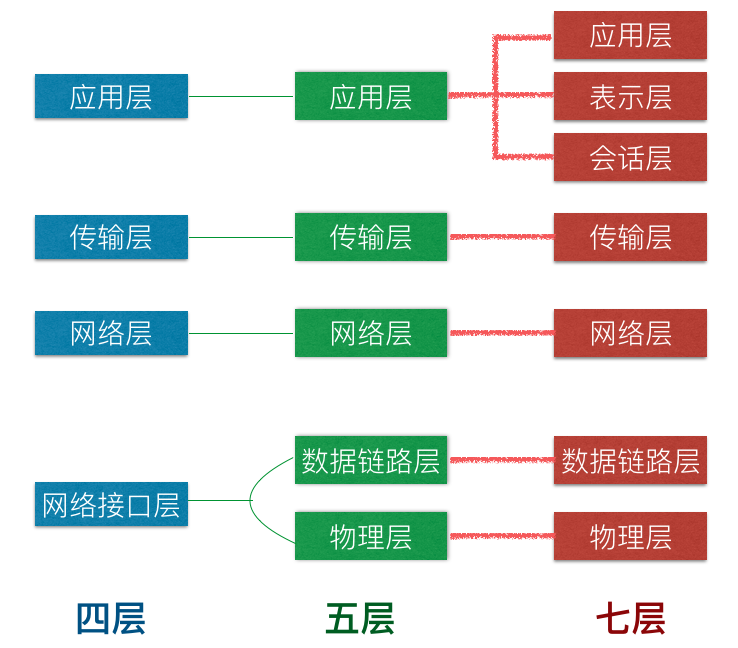 应用层
应用层
应用层
表示层
会话层
传输层
传输层
传输层
网络层
网络层
网络层
网络接口层
数据链路层
数据链路层
物理层
物理层
四层
五层
七层